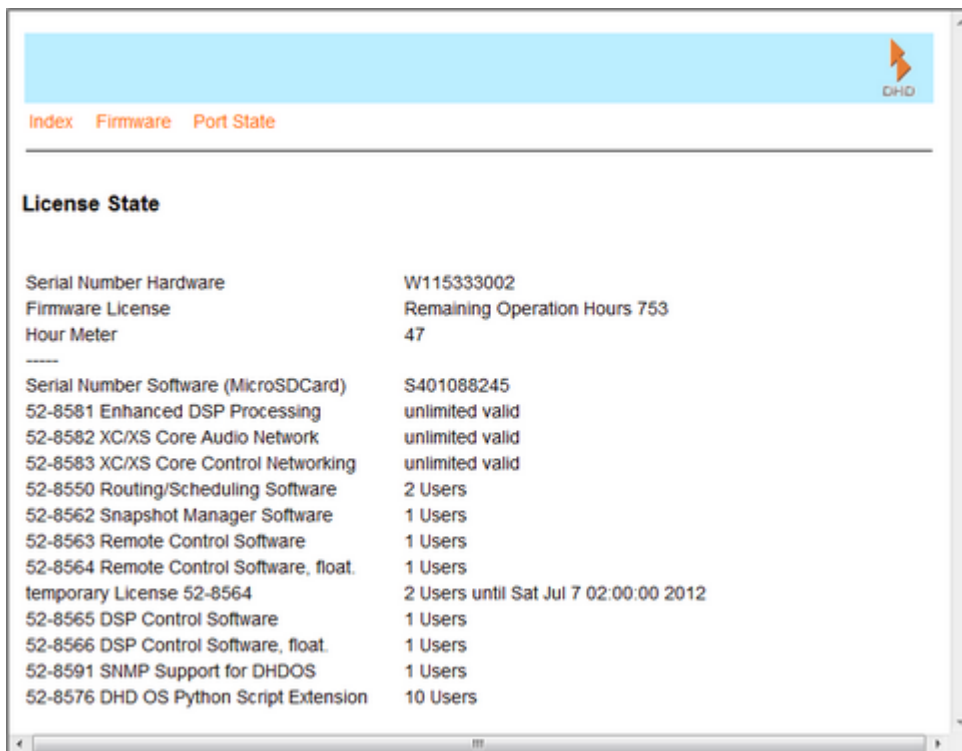 DHD
Index Firmware Port State
License State
Serial Number Hardware W115333002
Firmware License Remaining Operation Hours 753
Hour Meter 47
-----
Serial Number Software (MicroSDCard) S401088245
52-8581 Enhanced DSP Processing unlimited valid
52-8582 XC/XS Core Audio Network unlimited valid
52-8583 XC/XS Core Control Networking unlimited valid
52-8550 Routing/Scheduling Software 2 Users
52-8562 Snapshot Manager Software 1 Users
52-8563 Remote Control Software 1 Users
52-8564 Remote Control Software, float. 1 Users
temporary License 52-8564 2 Users until Sat Jul 7 02:00:00 2012
52-8565 DSP Control Software 1 Users
52-8566 DSP Control Software, float. 1 Users
52-8591 SNMP Support for DHDOS 1 Users
52-8576 DHD OS Python Script Extension 10 Users